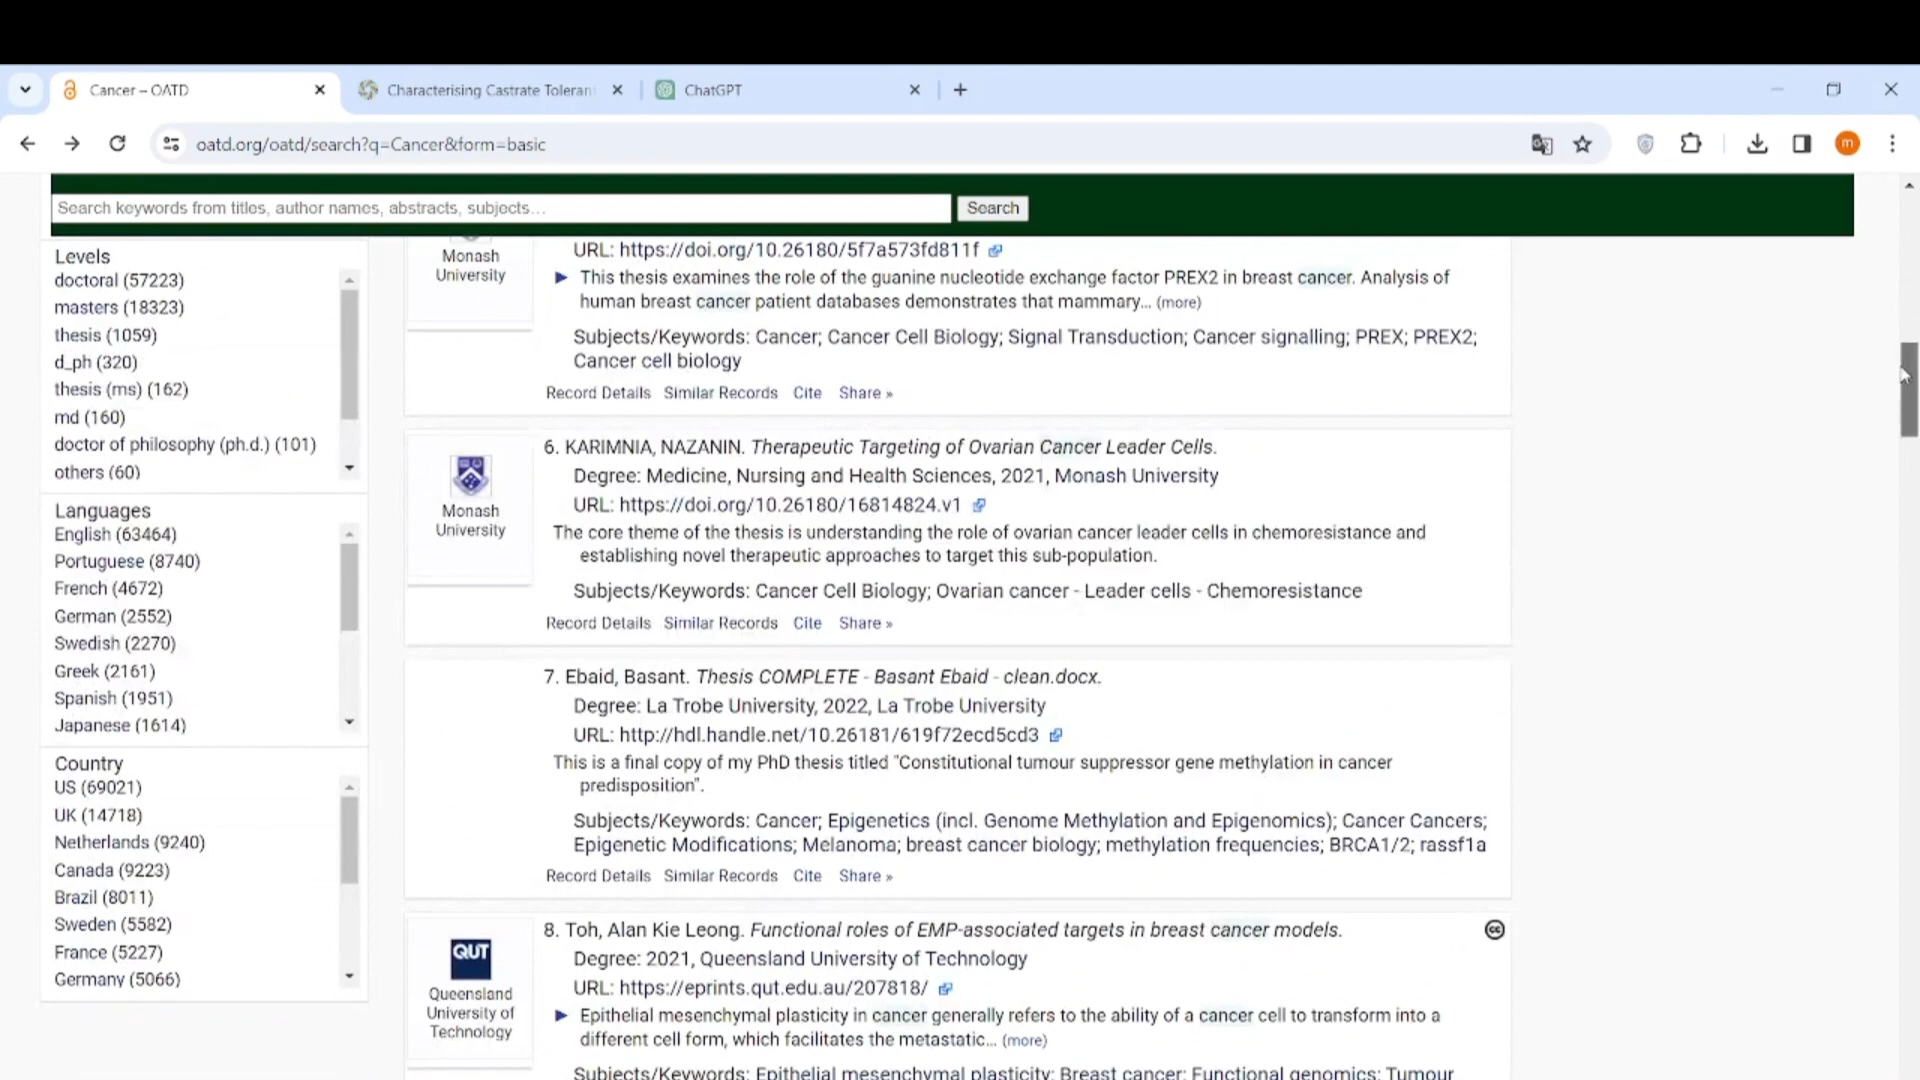 Cancer – OATD
Characterising Castrate Toleran
ChatGPT
oatd.org/oatd/search?q=Cancer&form=basic
m
Search keywords from titles, author names, abstracts, subjects...
Search
Levels
doctoral (57223)
masters (18323)
thesis (1059)
d_ph (320)
thesis (ms) (162)
md (160)
doctor of philosophy (ph.d.) (101)
others (60)
Languages
English (63464)
Portuguese (8740)
French (4672)
German (2552)
Swedish (2270)
Greek (2161)
Spanish (1951)
Japanese (1614)
Country
US (69021)
UK (14718)
Netherlands (9240)
Canada (9223)
Brazil (8011)
Sweden (5582)
France (5227)
Germany (5066)
Monash
University
URL: https://doi.org/10.26180/5f7a573fd811f
This thesis examines the role of the guanine nucleotide exchange factor PREX2 in breast cancer. Analysis of
human breast cancer patient databases demonstrates that mammary... (more)
Subjects/Keywords: Cancer; Cancer Cell Biology; Signal Transduction; Cancer signalling; PREX; PREX2;
Cancer cell biology
Record Details Similar Records Cite Share »
Monash
University
6. KARIMNIA, NAZANIN. Therapeutic Targeting of Ovarian Cancer Leader Cells.
Degree: Medicine, Nursing and Health Sciences, 2021, Monash University
URL: https://doi.org/10.26180/16814824.v1
The core theme of the thesis is understanding the role of ovarian cancer leader cells in chemoresistance and
establishing novel therapeutic approaches to target this sub-population.
Subjects/Keywords: Cancer Cell Biology; Ovarian cancer - Leader cells - Chemoresistance
Record Details Similar Records Cite Share »
7. Ebaid, Basant. Thesis COMPLETE - Basant Ebaid - clean.docx.
Degree: La Trobe University, 2022, La Trobe University
URL: http://hdl.handle.net/10.26181/619f72ecd5cd3
This is a final copy of my PhD thesis titled "Constitutional tumour suppressor gene methylation in cancer
predisposition".
Subjects/Keywords: Cancer; Epigenetics (incl. Genome Methylation and Epigenomics); Cancer Cancers;
Epigenetic Modifications; Melanoma; breast cancer biology; methylation frequencies; BRCA1/2; rassf1a
Record Details Similar Records Cite Share »
QUT
Queensland
University of
Technology
8. Toh, Alan Kie Leong. Functional roles of EMP-associated targets in breast cancer models.
cc
Degree: 2021, Queensland University of Technology
URL: https://eprints.qut.edu.au/207818/
Epithelial mesenchymal plasticity in cancer generally refers to the ability of a cancer cell to transform into a
different cell form, which facilitates the metastatic... (more)
Subjects/Keywords: Epithelial mesenchymal plasticity; Breast cancer; Functional genomics; Tumour